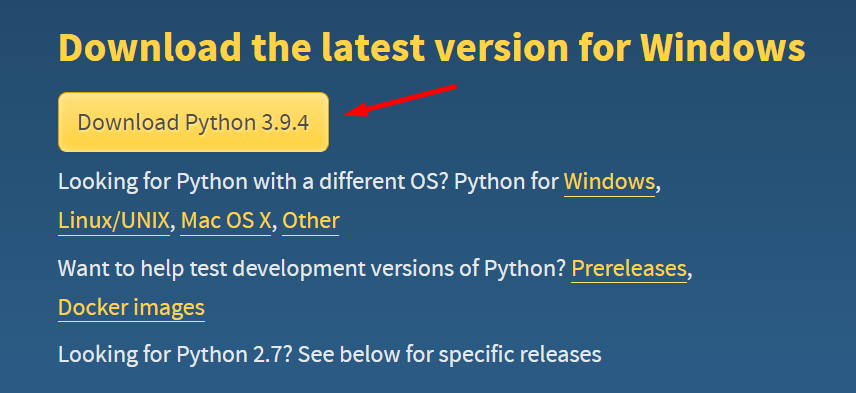 Download the latest version for Windows
Download Python 3.9.4
Looking for Python with a different OS? Python for Windows,
Linux/UNIX, Mac OS X, Other
Want to help test development versions of Python? Prereleases,
Docker images
Looking for Python 2.7? See below for specific releases